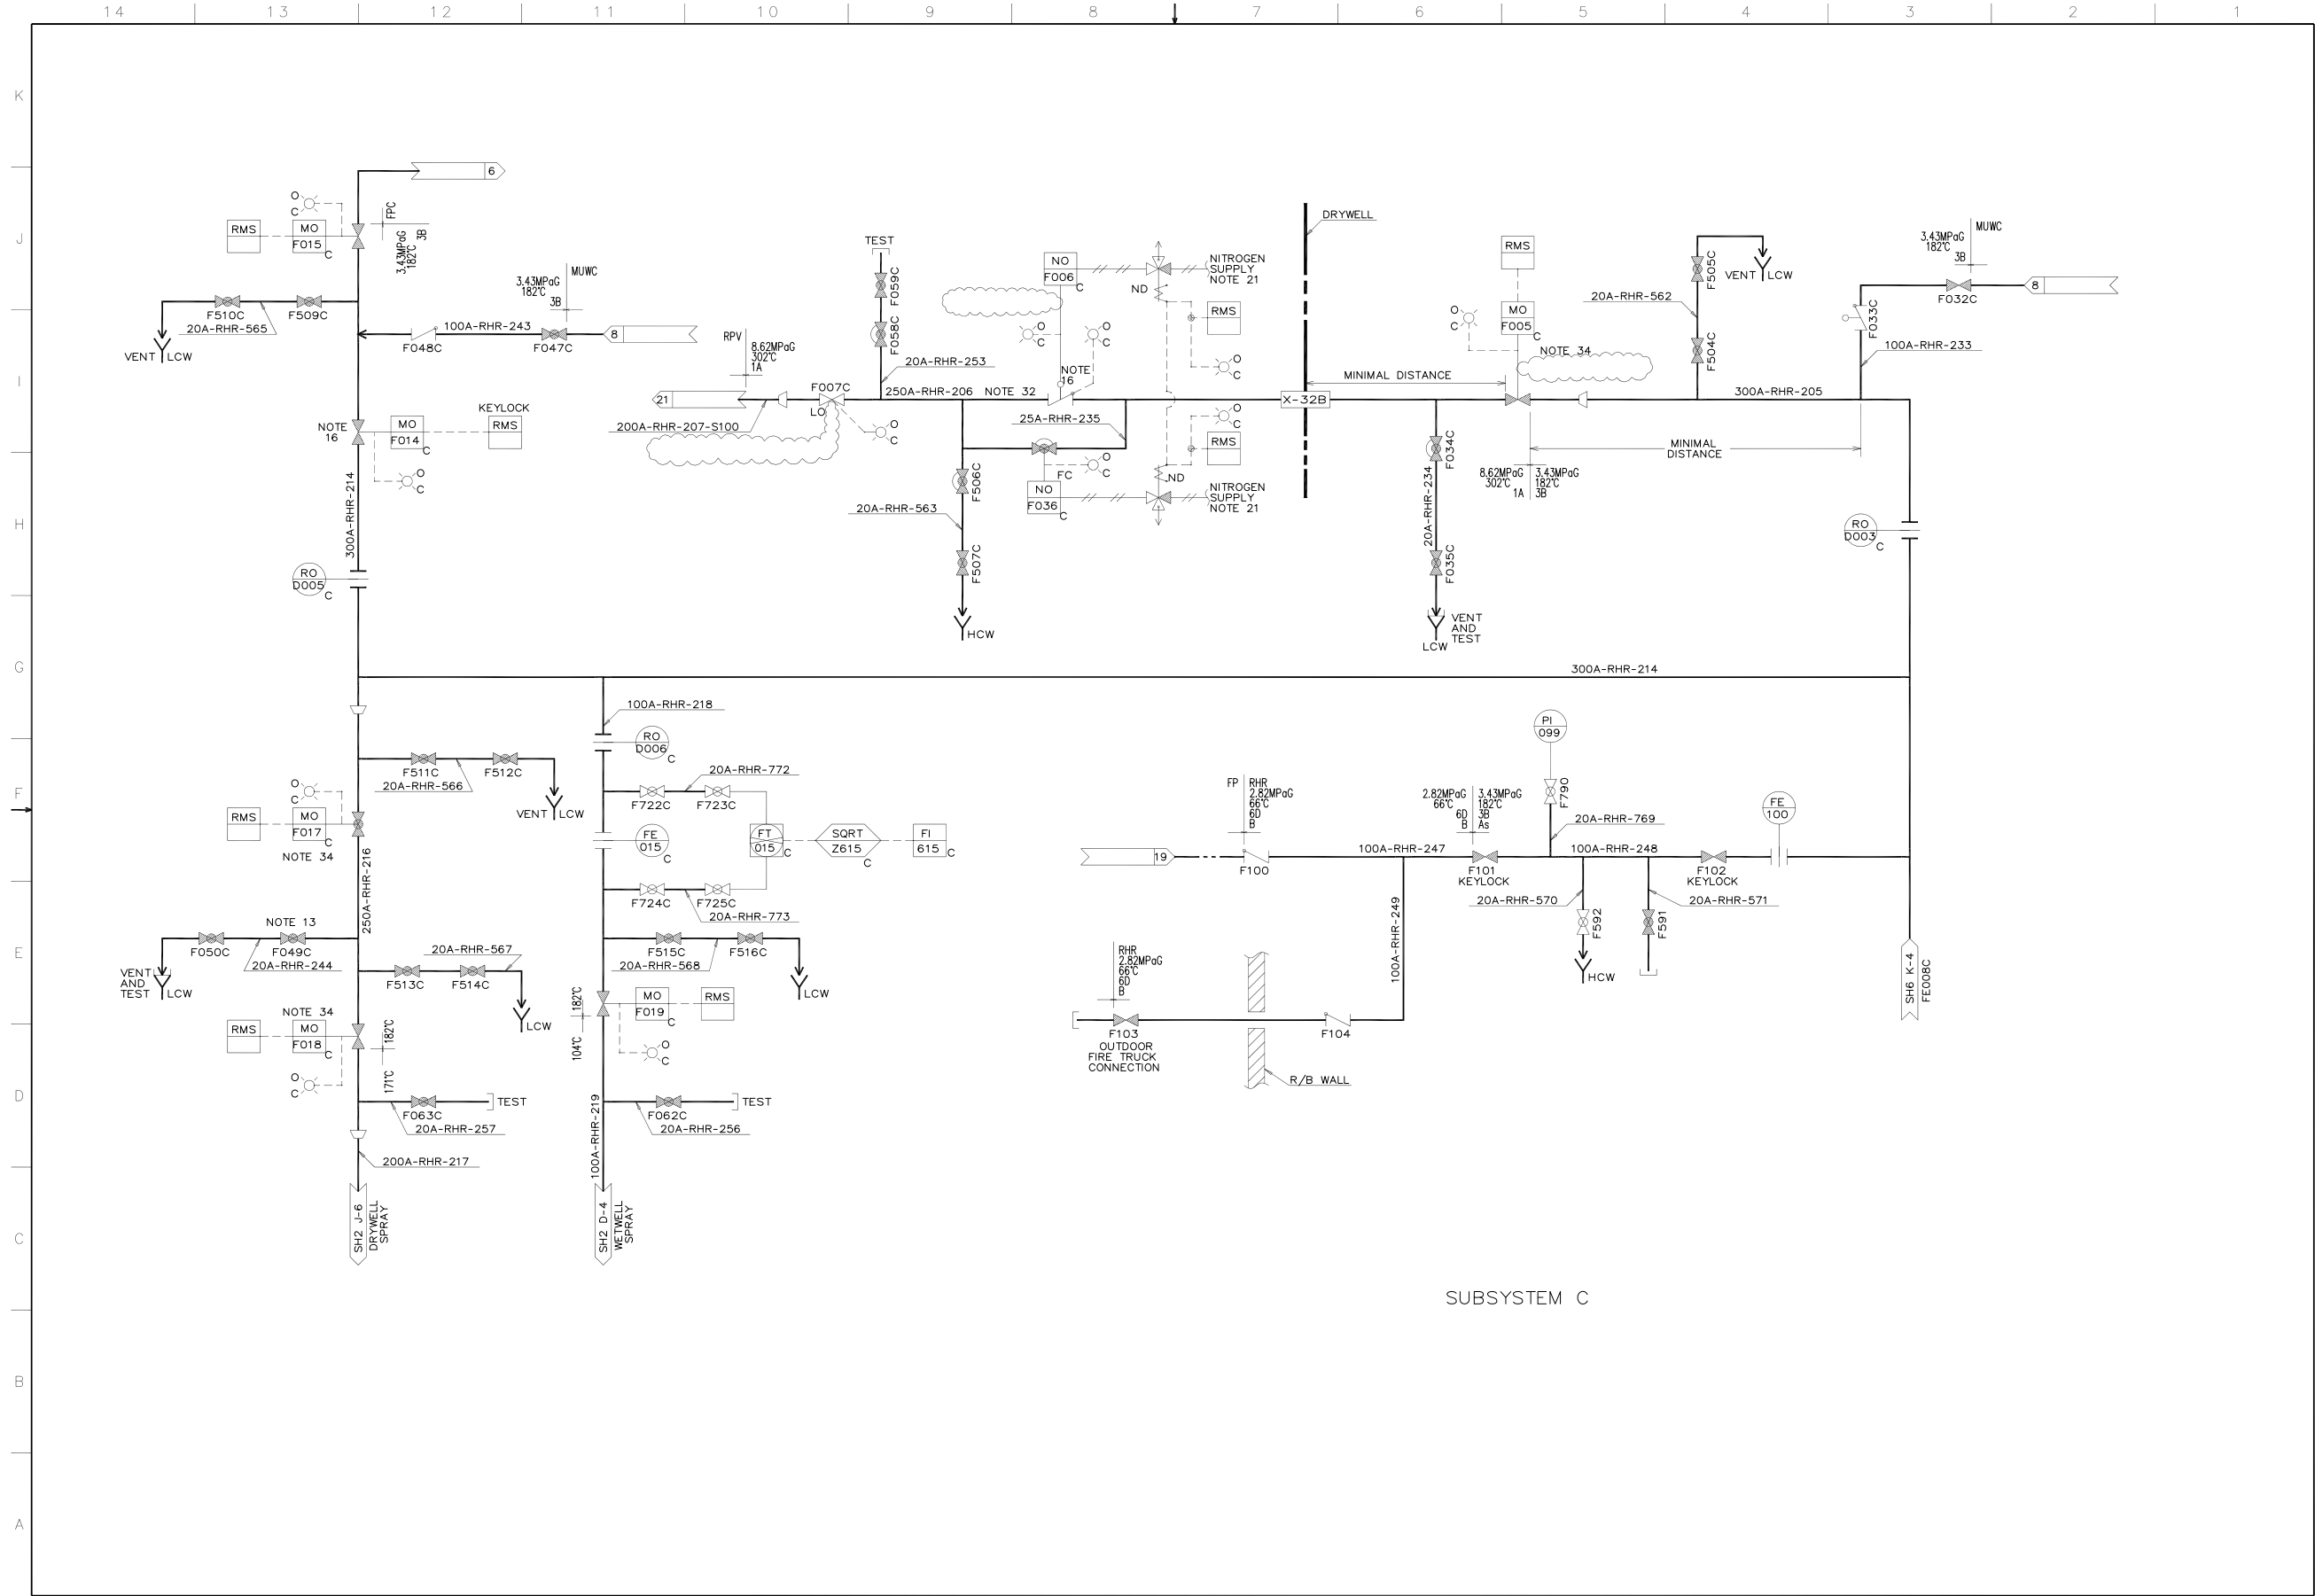 14 13 12 11 10 9 8 7 6 5 4 3 2 1
K
J
I
H
G
F
E
D
C
B
A
6
O
C
RMS
MO
F015
C
FPC
3.43MPaG
182℃
3B
F510C
F509C
20A-RHR-565
VENT
LCW
3.43MPaG
182℃
3B
MUWC
100A-RHR-243
F048C
F047C
8
NOTE
16
MO
F014
C
KEYLOCK
RMS
O
C
300A-RHR-214
RO
D005
C
TEST
F059C
F058C
20A-RHR-253
RPV
8.62MPaG
302℃
1A
21
F007C
LO
200A-RHR-207-S100
O
C
250A-RHR-206
NOTE 32
NO
F006
C
O
C
O
C
NOTE
16
25A-RHR-235
ND
NITROGEN
SUPPLY
NOTE 21
RMS
O
C
O
C
RMS
ND
NITROGEN
SUPPLY
NOTE 21
FC
O
C
NO
F036
C
F506C
20A-RHR-563
F507C
HCW
DRYWELL
X-32B
MINIMAL DISTANCE
RMS
MO
F005
C
O
C
NOTE 34
20A-RHR-562
F505C
F504C
VENT
LCW
300A-RHR-205
3.43MPaG
182℃
3B
MUWC
F032C
8
F033C
100A-RHR-233
MINIMAL
DISTANCE
8.62MPaG
302℃
1A
3.43MPaG
182℃
3B
F034C
20A-RHR-234
F035C
VENT
AND
TEST
LCW
RO
D003
C
300A-RHR-214
100A-RHR-218
RO
D006
C
F511C
F512C
20A-RHR-566
VENT
LCW
O
C
RMS
MO
F017
C
NOTE 34
250A-RHR-216
20A-RHR-772
F722C
F723C
FE
015
C
FT
015
C
SQRT
Z615
C
FI
615
C
F724C
F725C
20A-RHR-773
NOTE 13
F050C
F049C
20A-RHR-244
VENT
AND
TEST
LCW
20A-RHR-567
F513C
F514C
LCW
F515C
F516C
20A-RHR-568
LCW
182℃
104℃
MO
F019
C
RMS
O
C
NOTE 34
RMS
MO
F018
C
182℃
171℃
O
C
F063C
TEST
20A-RHR-257
F062C
TEST
20A-RHR-256
100A-RHR-219
200A-RHR-217
SH2 J-6
DRYWELL
SPRAY
SH2 D-4
WETWELL
SPRAY
PI
099
F790
20A-RHR-769
FE
100
FP
RHR
2.82MPaG
66℃
6D
B
2.82MPaG
66℃
6D
B
3.43MPaG
182℃
3B
As
19
F100
100A-RHR-247
F101
KEYLOCK
100A-RHR-248
F102
KEYLOCK
20A-RHR-570
20A-RHR-571
F592
F591
HCW
100A-RHR-249
RHR
2.82MPaG
66℃
6D
B
F103
OUTDOOR
FIRE TRUCK
CONNECTION
F104
R/B WALL
SH6 K-4
FE008C
SUBSYSTEM C